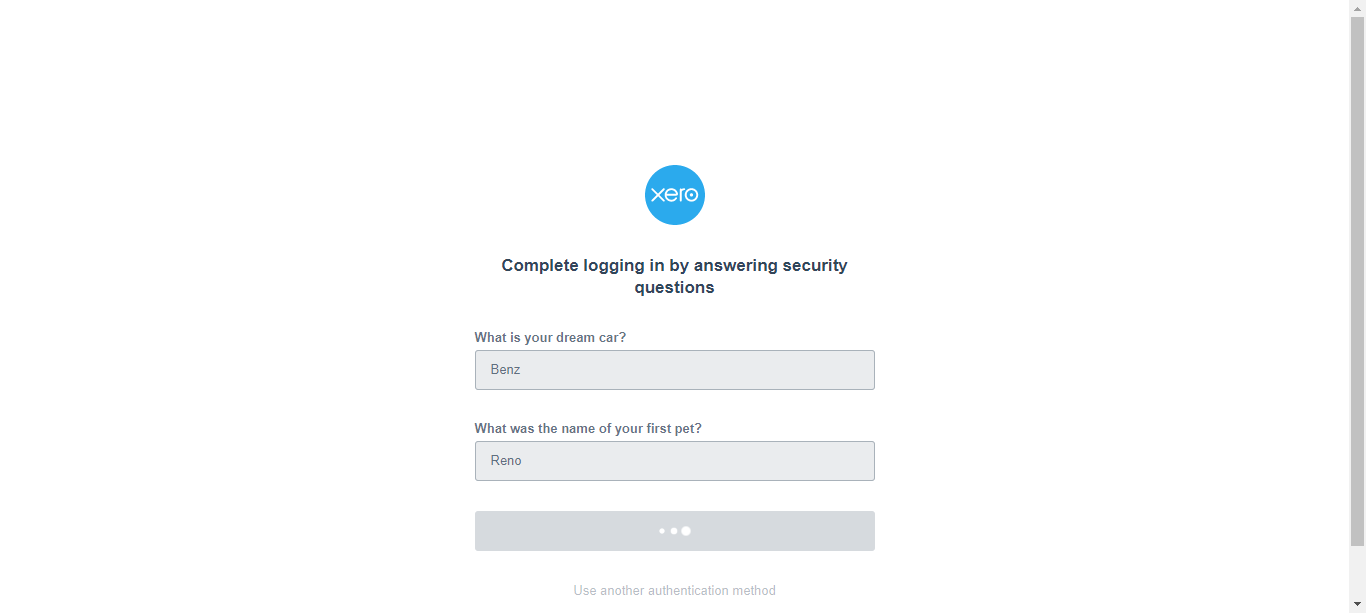 xero
Complete logging in by answering security
questions
What is your dream car?
Benz
What was the name of your first pet?
Reno
Use another authentication method